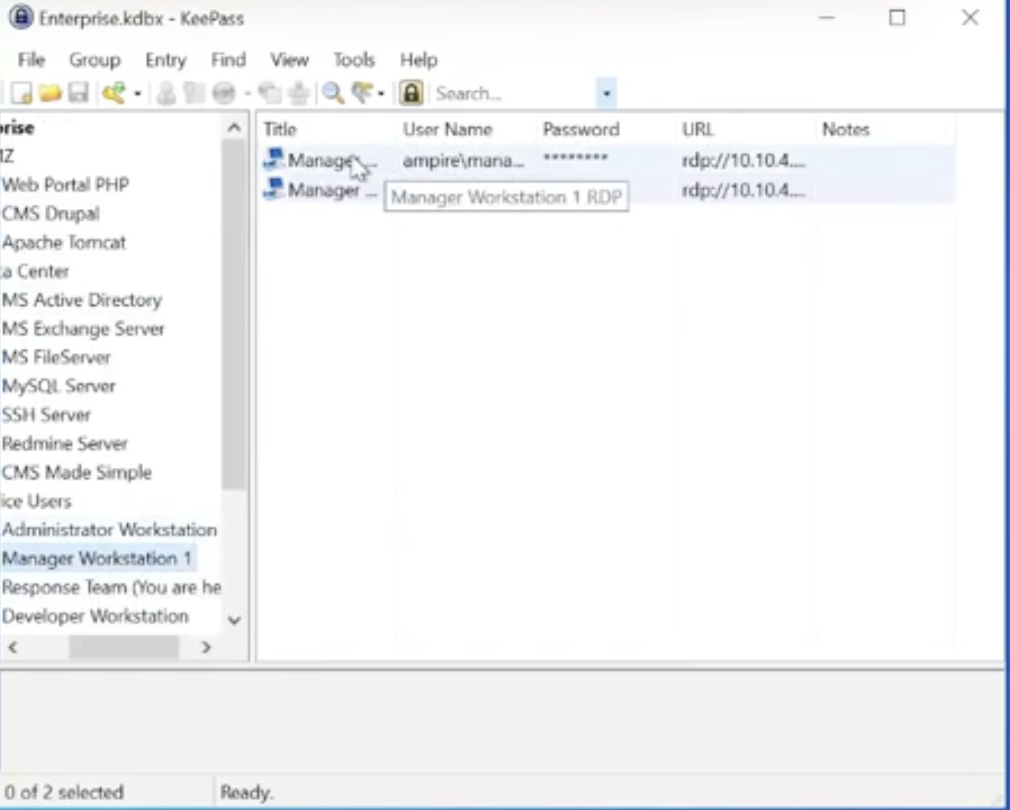 Enterprise.kdbx - KeePass
File Group Entry Find View Tools Help
Search...
prise
MZ
Web Portal PHP
CMS Drupal
Apache Tomcat
ta Center
MS Active Directory
MS Exchange Server
MS FileServer
MySQL Server
SSH Server
Redmine Server
CMS Made Simple
ice Users
Administrator Workstation
Manager Workstation 1
Response Team (You are he
Developer Workstation
Title User Name Password URL Notes
Manager ... ampire\mana... ******** rdp://10.10.4....
Manager ... rdp://10.10.4....
Manager Workstation 1 RDP
0 of 2 selected
Ready.